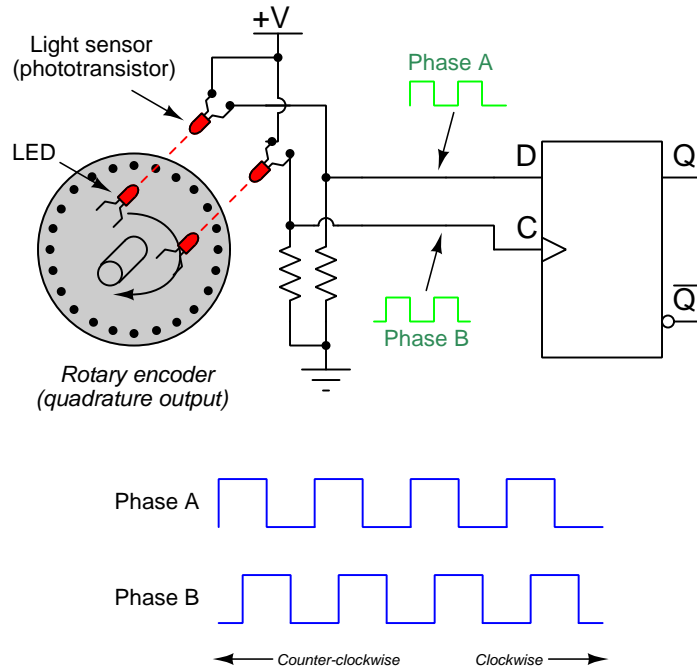 +V
Light sensor
(phototransistor)
Phase A
LED
D
Q
C
Q
Phase B
Rotary encoder
(quadrature output)
Phase A
Phase B
Counter-clockwise
Clockwise